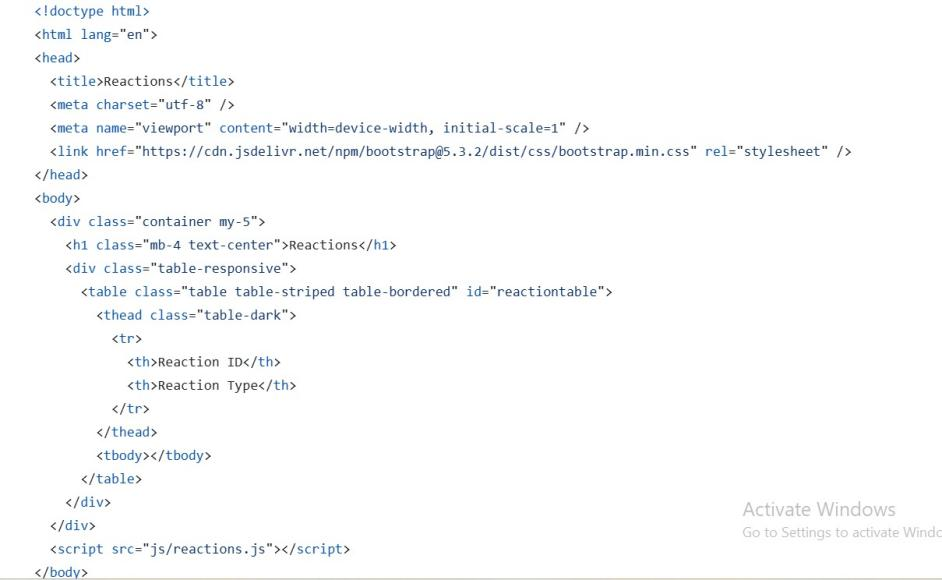 <!doctype html>
<html lang="en">
<head>
<title>Reactions</title>
<meta charset="utf-8" />
<meta name="viewport" content="width=device-width, initial-scale=1" />
<link href="https://cdn.jsdelivr.net/npm/bootstrap@5.3.2/dist/css/bootstrap.min.css" rel="stylesheet" />
</head>
<body>
<div class="container my-5">
<h1 class="mb-4 text-center">Reactions</h1>
<div class="table-responsive">
<table class="table table-striped table-bordered" id="reactiontable">
<thead class="table-dark">
<tr>
<th>Reaction ID</th>
<th>Reaction Type</th>
</tr>
</thead>
<tbody></tbody>
</table>
</div>
</div>
<script src="js/reactions.js"></script>
</body>
Activate Windows
Go to Settings to activate